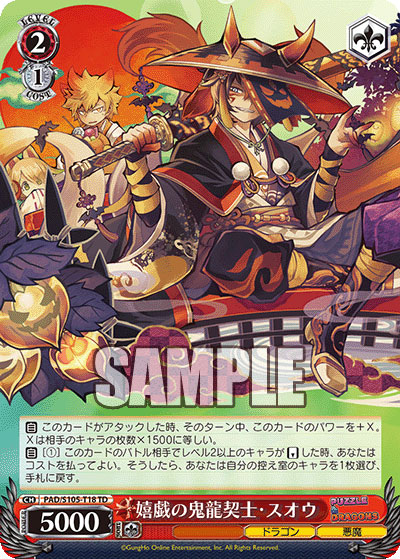 LEVEL
2
1
COST
SAMPLE
自 このカードがアタックした時、そのターン中、このカードのパワーを＋X。
Xは相手のキャラの枚数×1500に等しい。
自 ［①］ このカードのバトル相手でレベル2以上のキャラが した時、あなたは
コストを払ってよい。そうしたら、あなたは自分の控え室のキャラを1枚選び、
手札に戻す。
CH PAD/S105-T18 TD
嬉戯の鬼龍契士・スオウ
5000
ドラゴン
悪魔
©GungHo Online Entertainment, Inc. All Rights Reserved.